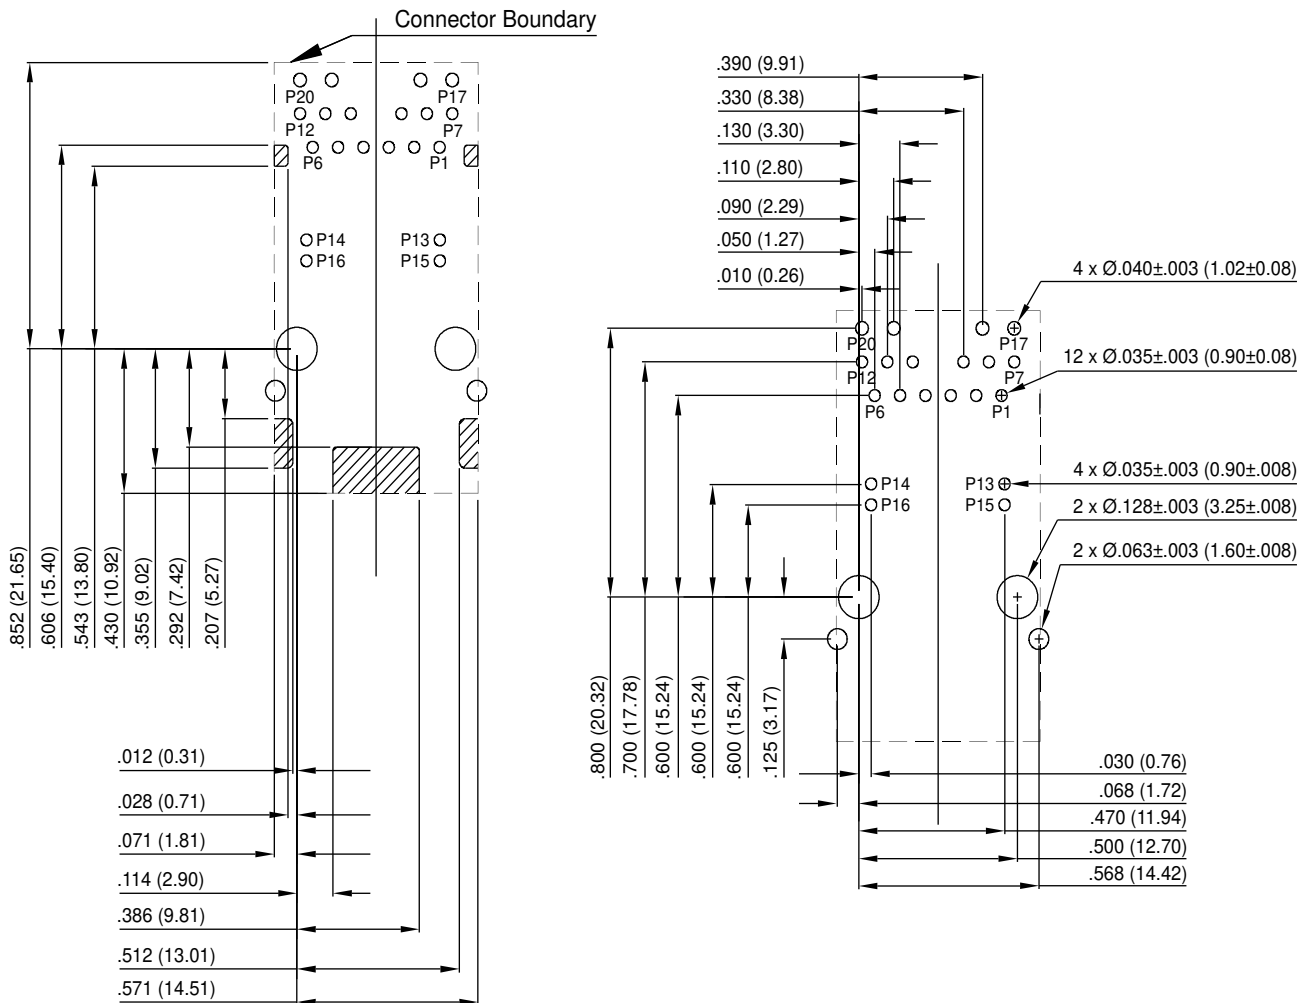 Connector Boundary
P20
P17
P12
P7
P6
P1
P14
P13
P16
P15
.852 (21.65)
.606 (15.40)
.543 (13.80)
.430 (10.92)
.355 (9.02)
.292 (7.42)
.207 (5.27)
.012 (0.31)
.028 (0.71)
.071 (1.81)
.114 (2.90)
.386 (9.81)
.512 (13.01)
.571 (14.51)
.390 (9.91)
.330 (8.38)
.130 (3.30)
.110 (2.80)
.090 (2.29)
.050 (1.27)
.010 (0.26)
4 x Ø.040±.003 (1.02±0.08)
P20
P17
12 x Ø.035±.003 (0.90±0.08)
P12
P7
P6
P1
4 x Ø.035±.003 (0.90±.008)
P14
P13
P16
P15
2 x Ø.128±.003 (3.25±.008)
2 x Ø.063±.003 (1.60±.008)
.800 (20.32)
.700 (17.78)
.600 (15.24)
.600 (15.24)
.600 (15.24)
.125 (3.17)
.030 (0.76)
.068 (1.72)
.470 (11.94)
.500 (12.70)
.568 (14.42)